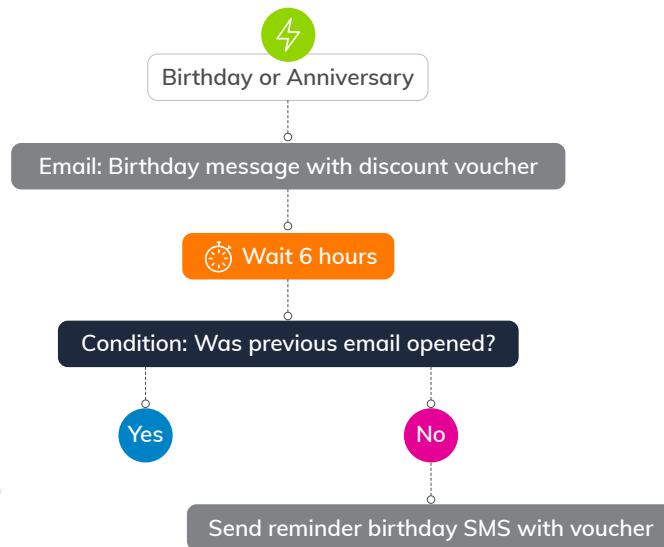 Birthday or Anniversary
Email: Birthday message with discount voucher
Wait 6 hours
Condition: Was previous email opened?
Yes
No
Send reminder birthday SMS with voucher